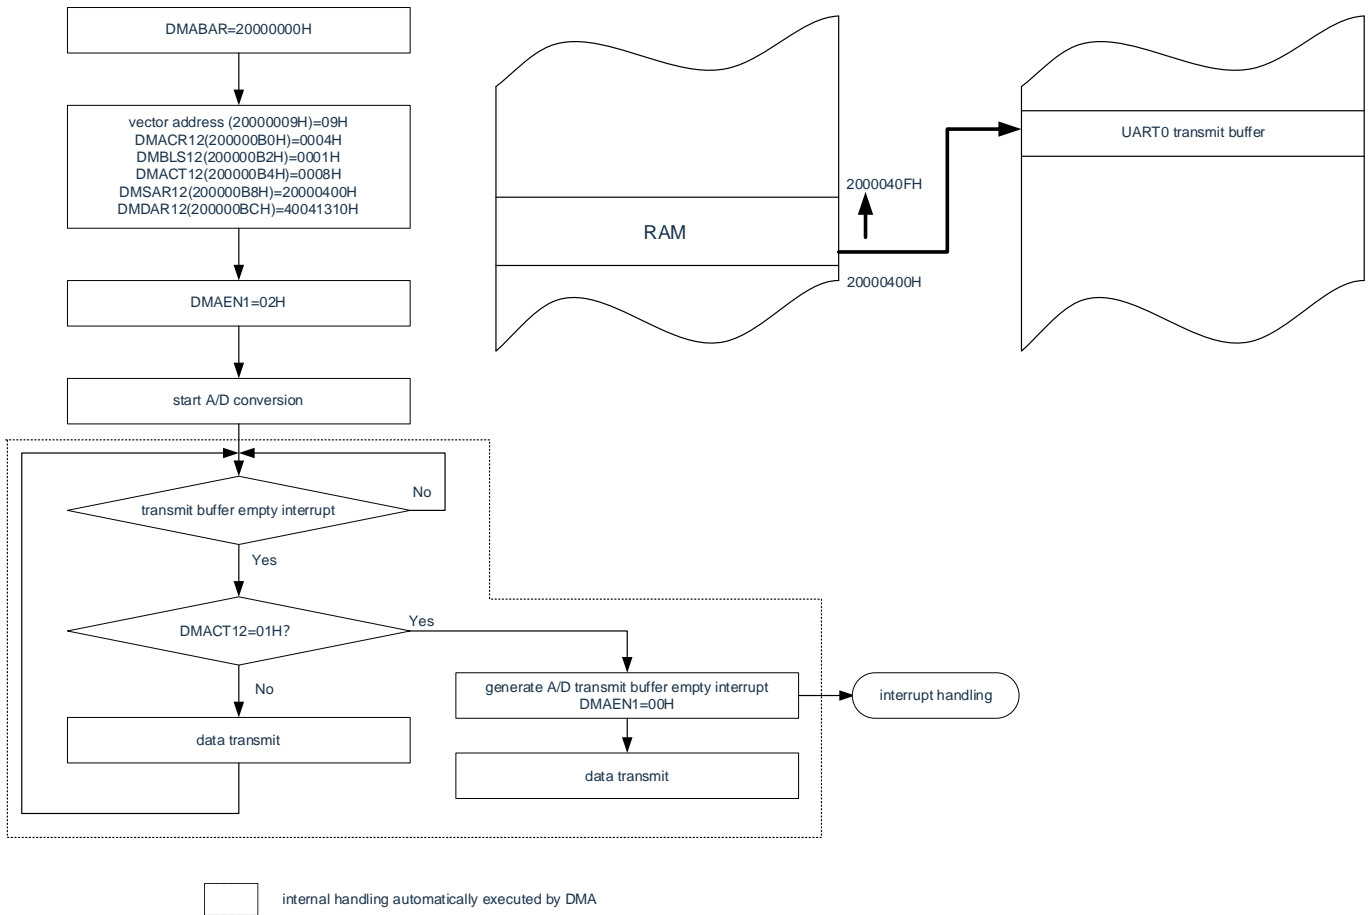 DMABAR=20000000H
vector address (20000009H)=09H
DMACR12(200000B0H)=0004H
DMBLS12(200000B2H)=0001H
DMACT12(200000B4H)=0008H
DMSAR12(200000B8H)=20000400H
DMDAR12(200000BCH)=40041310H
DMAEN1=02H
start A/D conversion
transmit buffer empty interrupt
No
Yes
DMACT12=01H?
Yes
No
data transmit
generate A/D transmit buffer empty interrupt
DMAEN1=00H
data transmit
interrupt handling
RAM
2000040FH
20000400H
UART0 transmit buffer
internal handling automatically executed by DMA